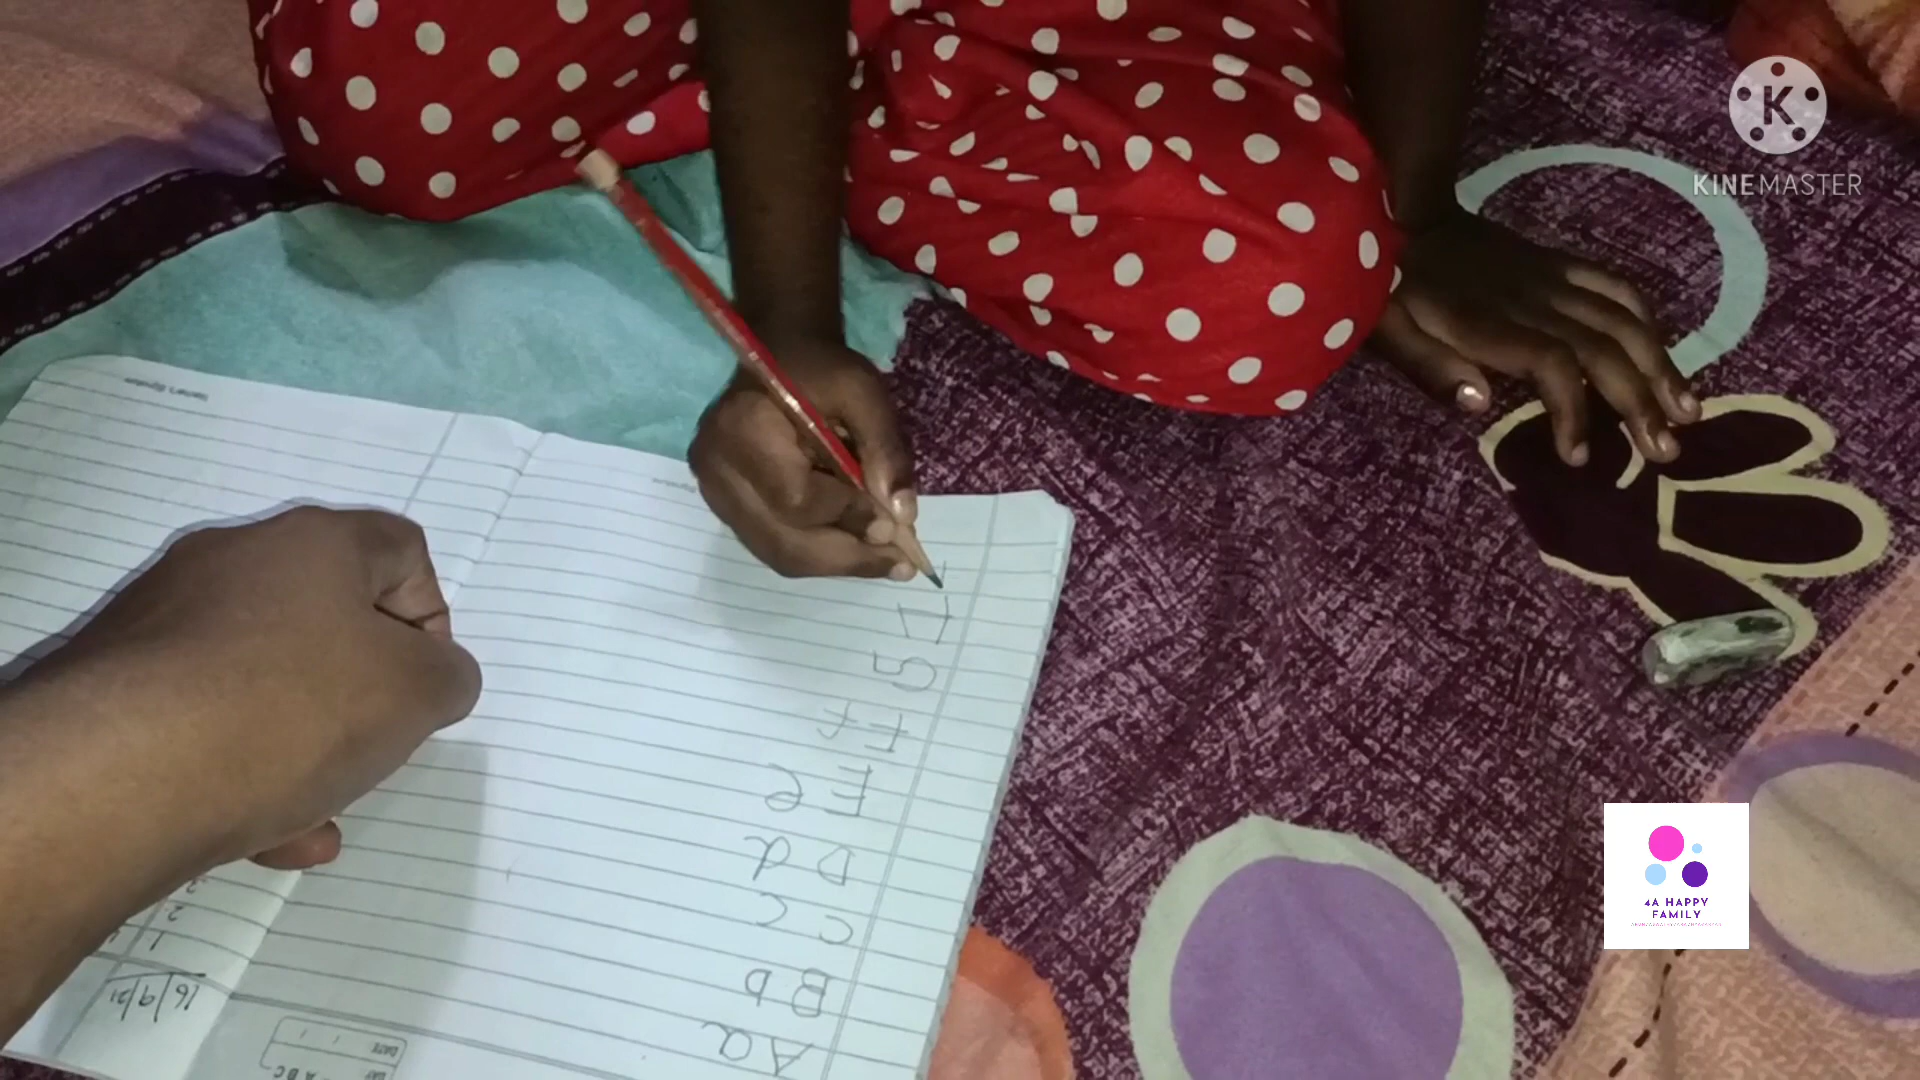 KINEMASTER
4A HAPPY
FAMILY
DATE
16/9/21
1.
2.
Aa
Bb
Cc
Dd
Ee
Ff
G